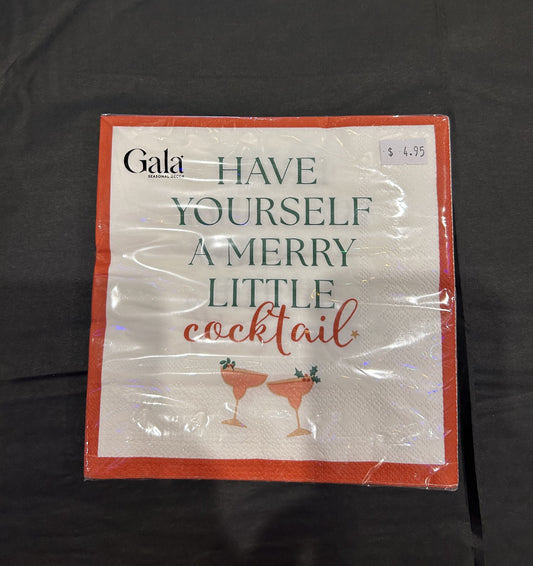 Gala
SEASONAL DECOR
$ 4.95
HAVE
YOURSELF
A MERRY
LITTLE
cocktail